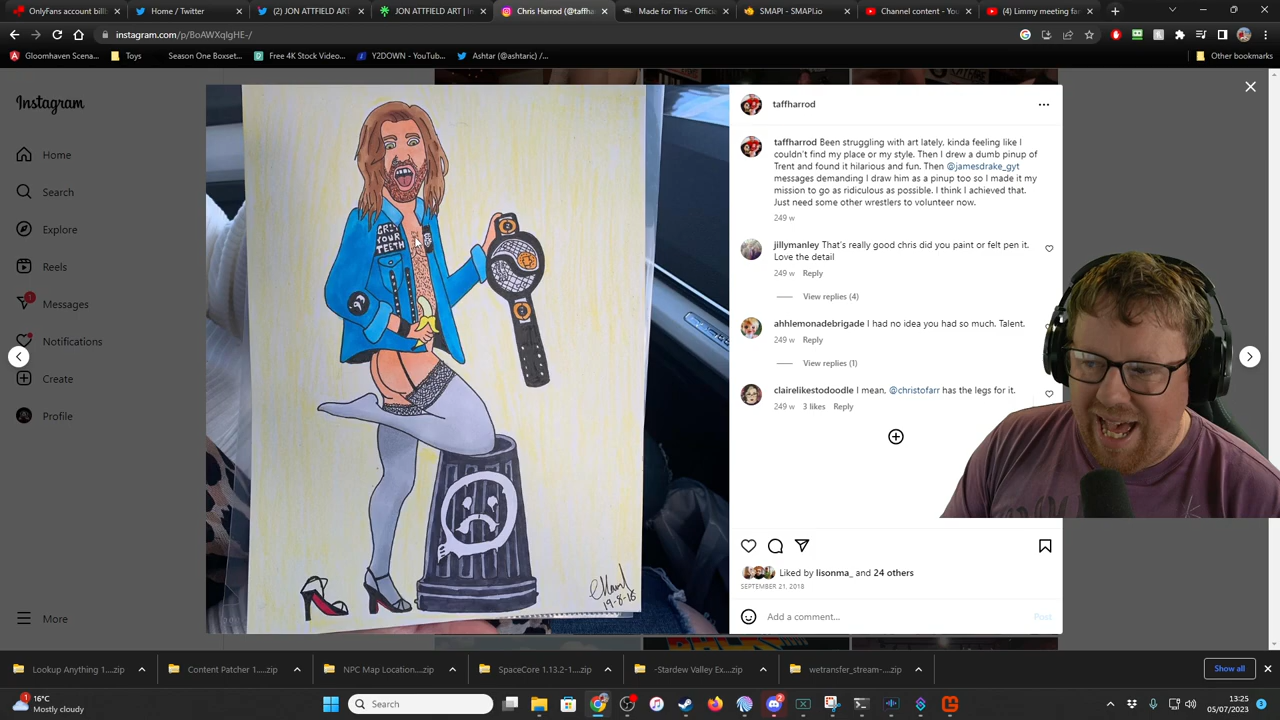 OnlyFans account billin
Home / Twitter
(2) JON ATTFIELD ART
JON ATTFIELD ART | Ins
Chris Harrod (@taffha
Made for This - Officia
SMAPI — SMAPI.io
Channel content - You
(4) Limmy meeting fan
instagram.com/p/BoAWXqlgHE-/
Gloomhaven Scena...
Toys
Season One Boxset...
Free 4K Stock Video...
Y2DOWN - YouTub...
Ashtar (@ashtaric) /...
Other bookmarks
Instagram
Home
Search
Explore
Reels
1
Messages
Notifications
Create
Profile
More
GRIT
YOUR
TEETH
19-8-18
taffharrod
taffharrod Been struggling with art lately, kinda feeling like I
couldn't find my place or my style. Then I drew a dumb pinup of
Trent and found it hilarious and fun. Then @jamesdrake_gyt
messages demanding I draw him as a pinup too so I made it my
mission to go as ridiculous as possible. I think I achieved that.
Just need some other wrestlers to volunteer now.
249 w
jillymanley That's really good chris did you paint or felt pen it.
Love the detail
249 w Reply
View replies (4)
ahhlemonadebrigade I had no idea you had so much. Talent.
249 w Reply
View replies (1)
clairelikestodoodle I mean, @christofarr has the legs for it.
249 w 3 likes Reply
Liked by lisonma_ and 24 others
SEPTEMBER 21, 2018
Add a comment...
Post
Lookup Anything 1....zip
Content Patcher 1....zip
NPC Map Location....zip
SpaceCore 1.13.2-1....zip
-Stardew Valley Ex....zip
wetransfer_stream-...zip
Show all
16°C
Mostly cloudy
Search
13:25
05/07/2023